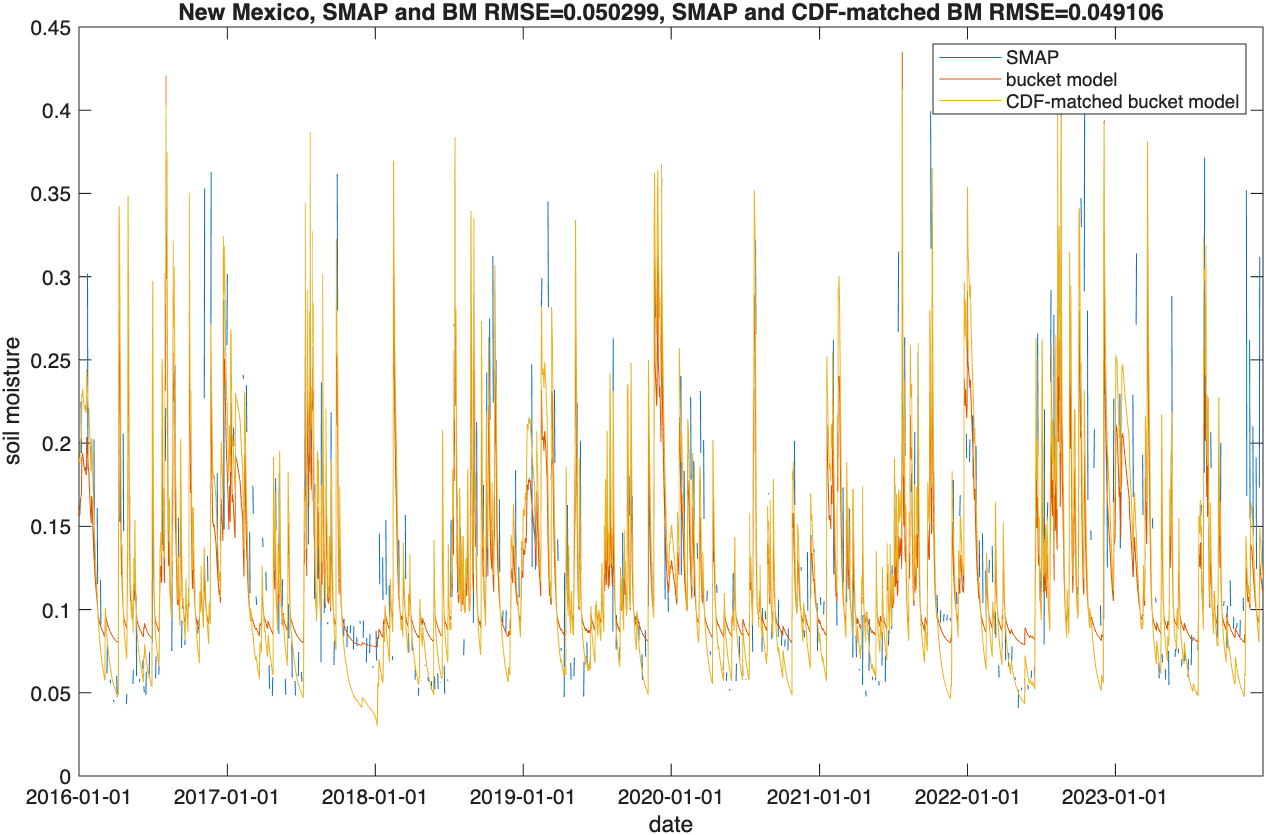 New Mexico, SMAP and BM RMSE=0.050299, SMAP and CDF-matched BM RMSE=0.049106
0.45
SMAP
bucket model
CDF-matched bucket model
0.4
0.35
0.3
0.25
soil moisture
0.2
0.15
0.1
0.05
0
2016-01-01 2017-01-01 2018-01-01 2019-01-01 2020-01-01 2021-01-01 2022-01-01 2023-01-01
date